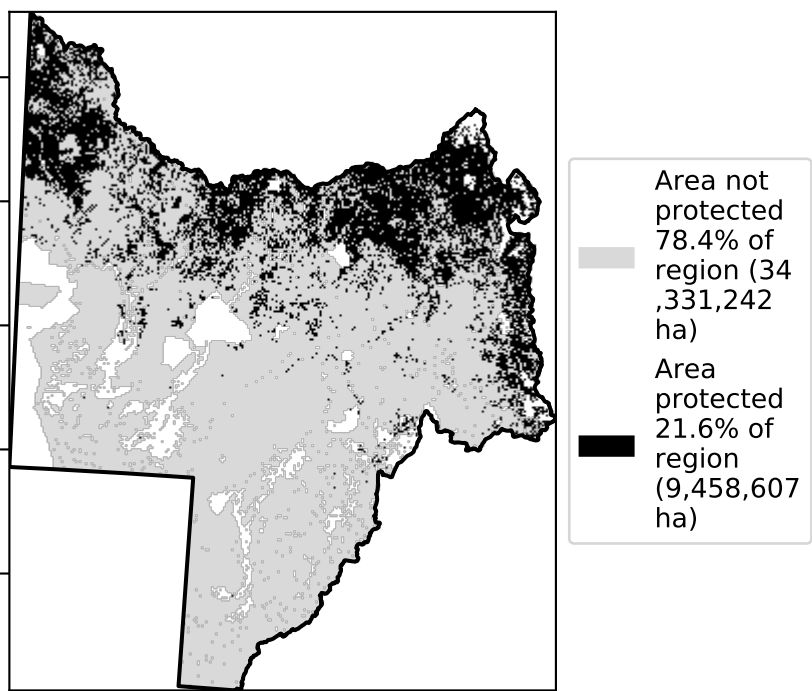 Area not
protected
78.4% of
region (34
,331,242
ha)
Area
protected
21.6% of
region
(9,458,607
ha)